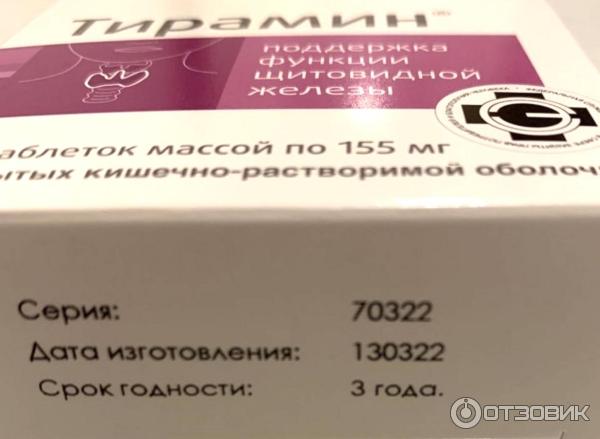 Тирамин®
поддержка
функции
щитовидной
железы
аблеток массой по 155 мг
ытых кишечно-растворимой оболоч
Серия: 70322
Дата изготовления: 130322
Срок годности: 3 года.
ОТЗОВИК